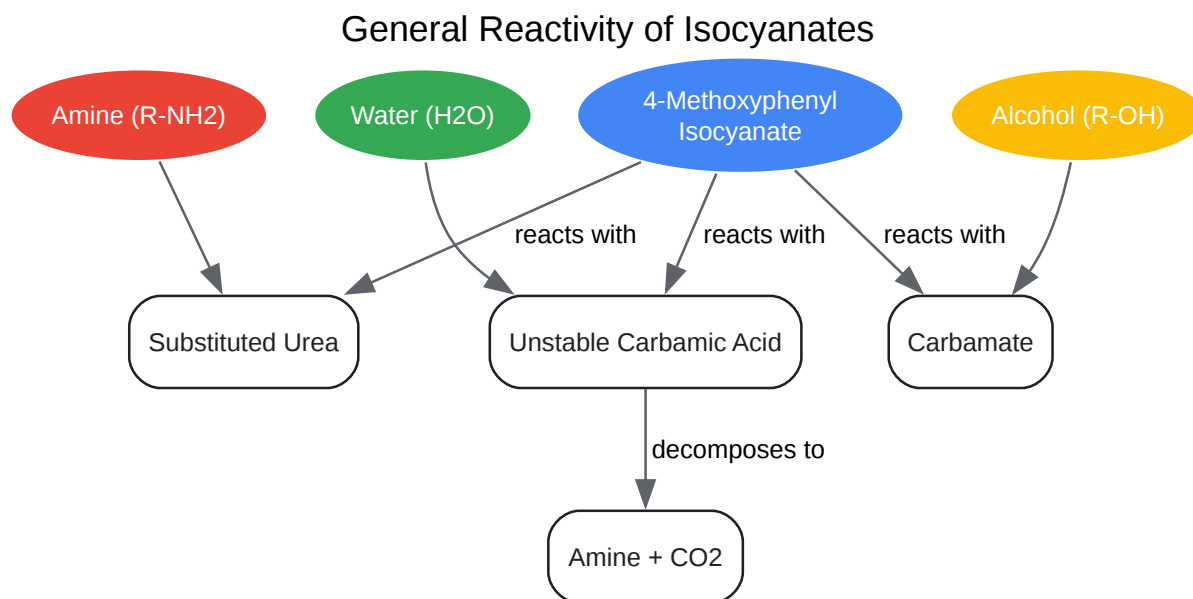 General Reactivity of Isocyanates
Amine (R-NH2)
Water (H2O)
4-Methoxyphenyl
Isocyanate
Alcohol (R-OH)
reacts with
reacts with
reacts with
Substituted Urea
Unstable Carbamic Acid
Carbamate
decomposes to
Amine + CO2